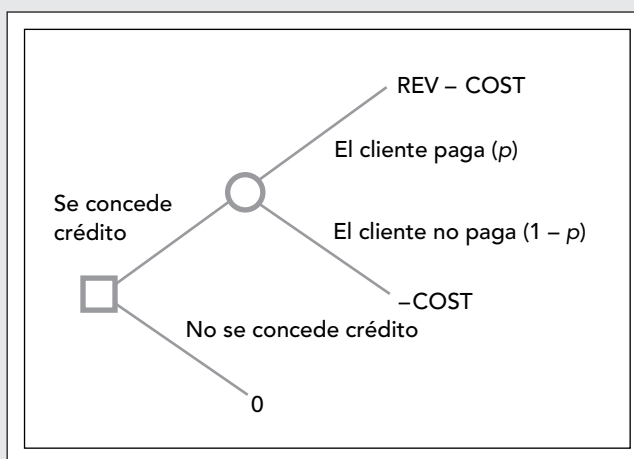 REV – COST
El cliente paga (p)
Se concede
crédito
El cliente no paga (1 – p)
–COST
No se concede crédito
0